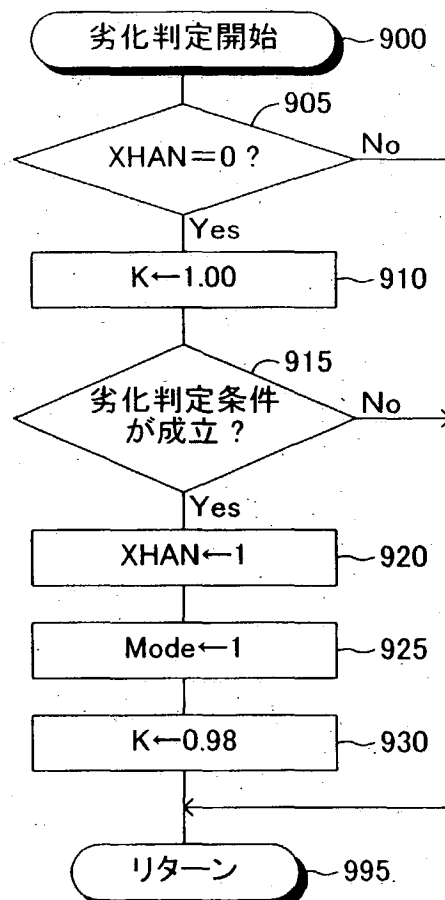 劣化判定開始 900
905
XHAN=0 ? No
Yes
K←1.00 910
915
劣化判定条件
が成立 ? No
Yes
XHAN←1 920
Mode←1 925
K←0.98 930
リターン 995